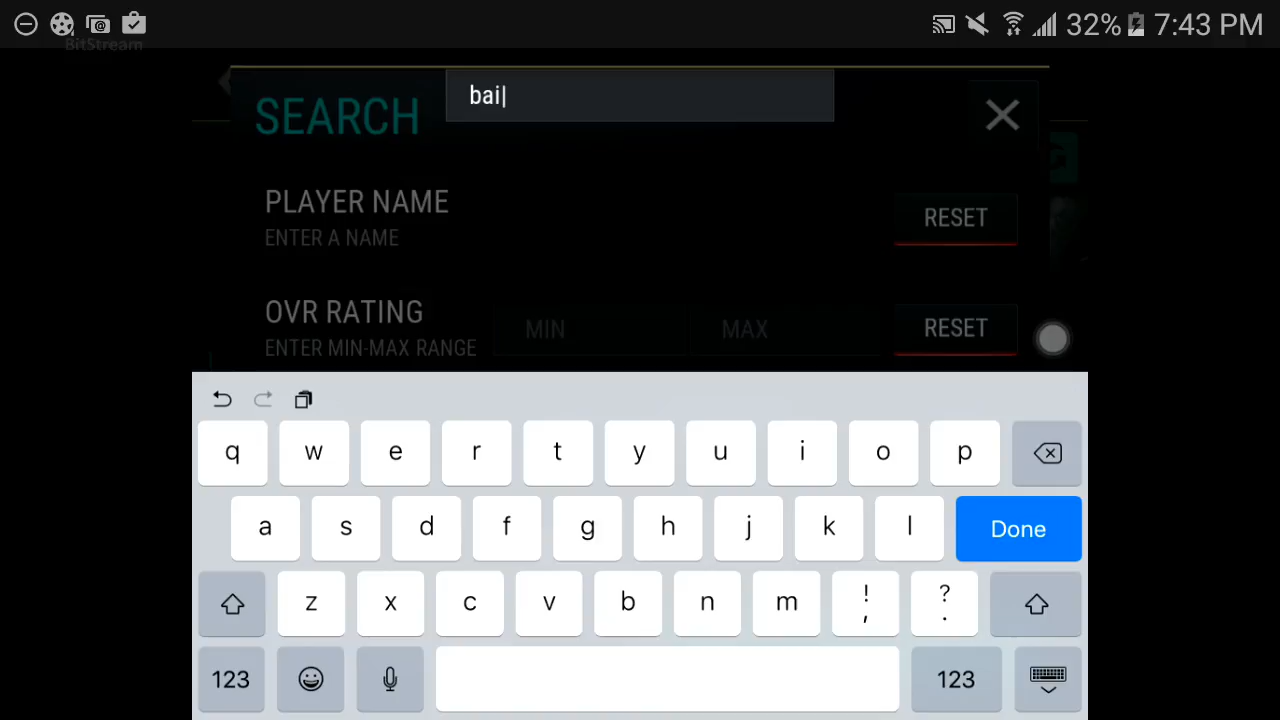 32% 7:43 PM
BitStream
bai
SEARCH
PLAYER NAME
ENTER A NAME
RESET
OVR RATING
ENTER MIN-MAX RANGE
MIN
MAX
RESET
q w e r t y u i o p
a s d f g h j k l Done
z x c v b n m ! , ? .
123 123